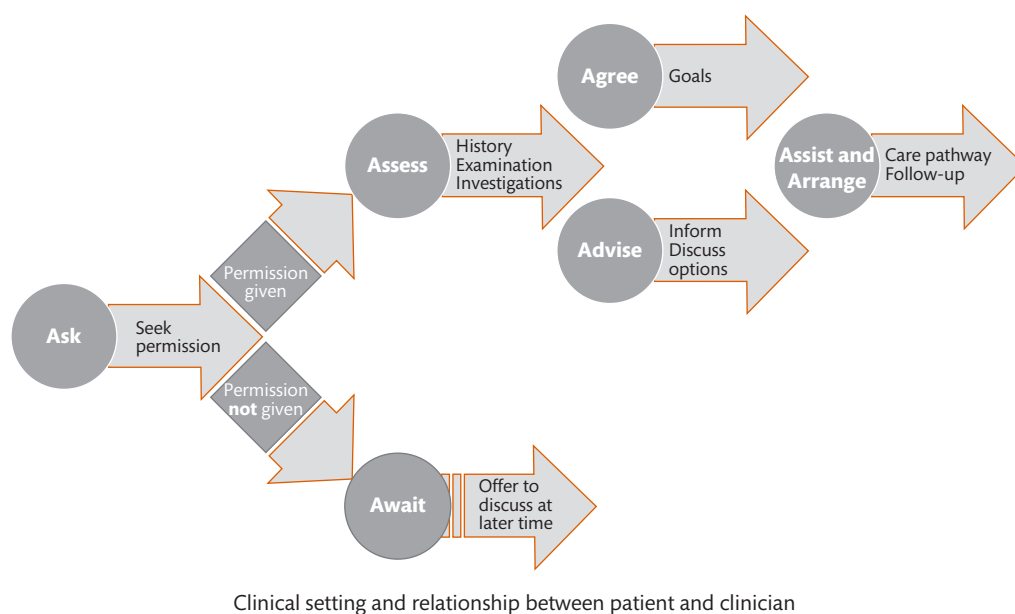 Ask
Seek
permission
Permission
given
Permission
not given
Assess
History
Examination
Investigations
Agree
Goals
Advise
Inform
Discuss
options
Assist and
Arrange
Care pathway
Follow-up
Await
Offer to
discuss at
later time
Clinical setting and relationship between patient and clinician